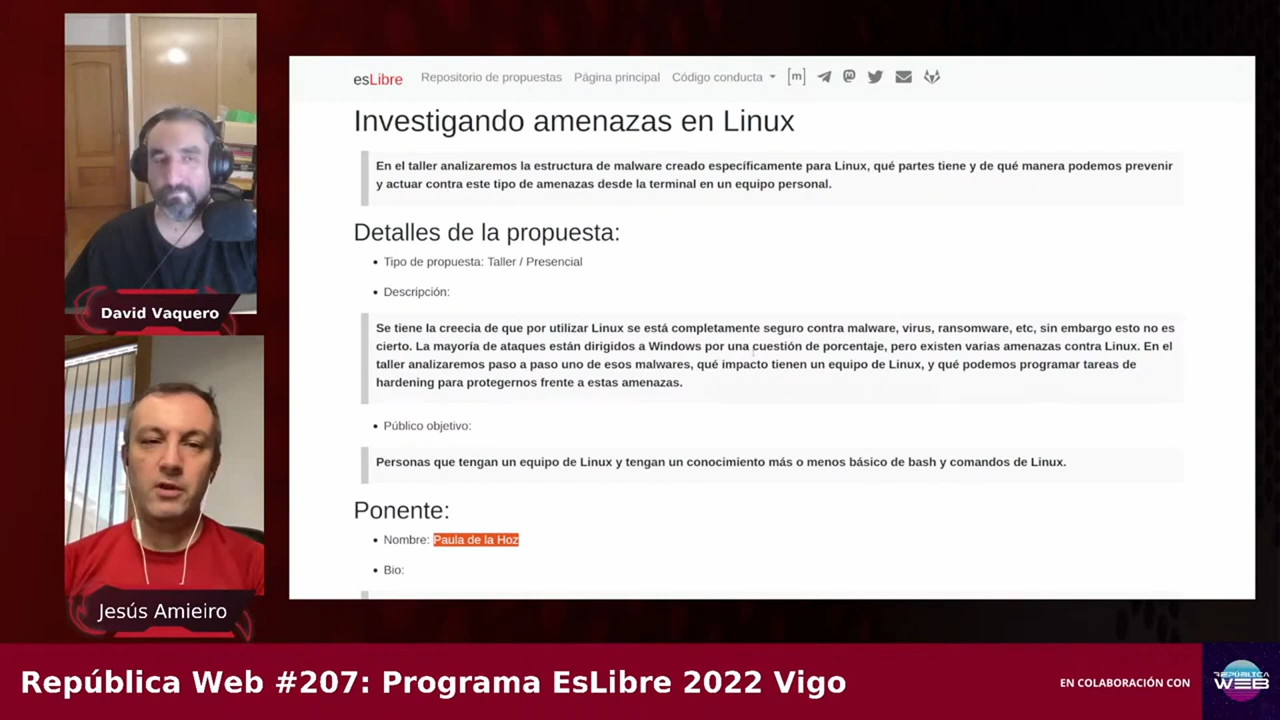 David Vaquero
Jesús Amieiro
esLibre Repositorio de propuestas Página principal Código conducta [m]
Investigando amenazas en Linux
En el taller analizaremos la estructura de malware creado específicamente para Linux, qué partes tiene y de qué manera podemos prevenir
y actuar contra este tipo de amenazas desde la terminal en un equipo personal.
Detalles de la propuesta:
• Tipo de propuesta: Taller / Presencial
• Descripción:
Se tiene la creecia de que por utilizar Linux se está completamente seguro contra malware, virus, ransomware, etc, sin embargo esto no es
cierto. La mayoría de ataques están dirigidos a Windows por una cuestión de porcentaje, pero existen varias amenazas contra Linux. En el
taller analizaremos paso a paso uno de esos malwares, qué impacto tienen un equipo de Linux, y qué podemos programar tareas de
hardening para protegernos frente a estas amenazas.
• Público objetivo:
Personas que tengan un equipo de Linux y tengan un conocimiento más o menos básico de bash y comandos de Linux.
Ponente:
• Nombre: Paula de la Hoz
• Bio:
República Web #207: Programa EsLibre 2022 Vigo
EN COLABORACIÓN CON
REPÚBLICA
WEB